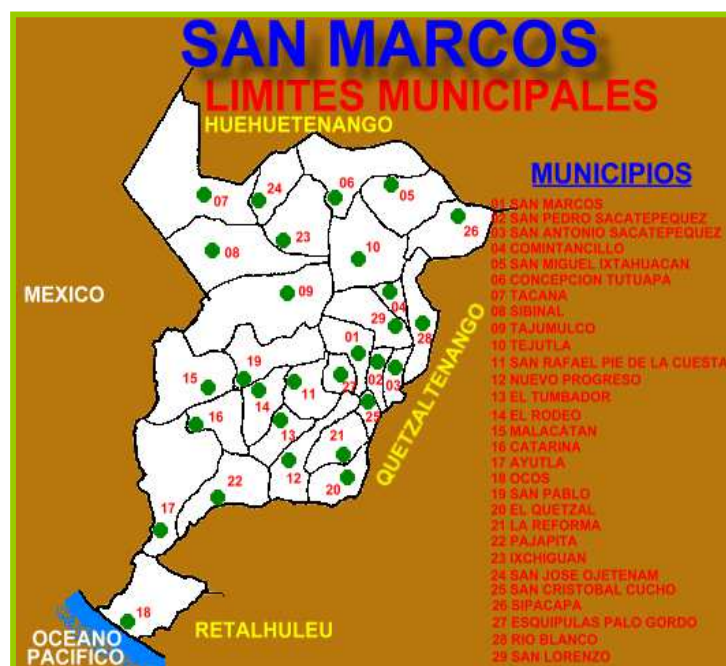 SAN MARCOS
LIMITES MUNICIPALES
HUEHUETENANGO
MEXICO
QUETZALTENANGO
RETALHULEU
OCEANO
PACIFICO
07
24
06
05
26
23
08
10
09
04
29
28
01
19
15
27
02
03
11
14
25
16
13
21
12
20
22
17
18
MUNICIPIOS
01 SAN MARCOS
02 SAN PEDRO SACATEPEQUEZ
03 SAN ANTONIO SACATEPEQUEZ
04 COMINTANCILLO
05 SAN MIGUEL IXTAHUACAN
06 CONCEPCION TUTUAPA
07 TACANA
08 SIBINAL
09 TAJUMULCO
10 TEJUTLA
11 SAN RAFAEL PIE DE LA CUESTA
12 NUEVO PROGRESO
13 EL TUMBADOR
14 EL RODEO
15 MALACATAN
16 CATARINA
17 AYUTLA
18 OCOS
19 SAN PABLO
20 EL QUETZAL
21 LA REFORMA
22 PAJAPITA
23 IXCHIGUAN
24 SAN JOSE OJETENAM
25 SAN CRISTOBAL CUCHO
26 SIPACAPA
27 ESQUIPULAS PALO GORDO
28 RIO BLANCO
29 SAN LORENZO